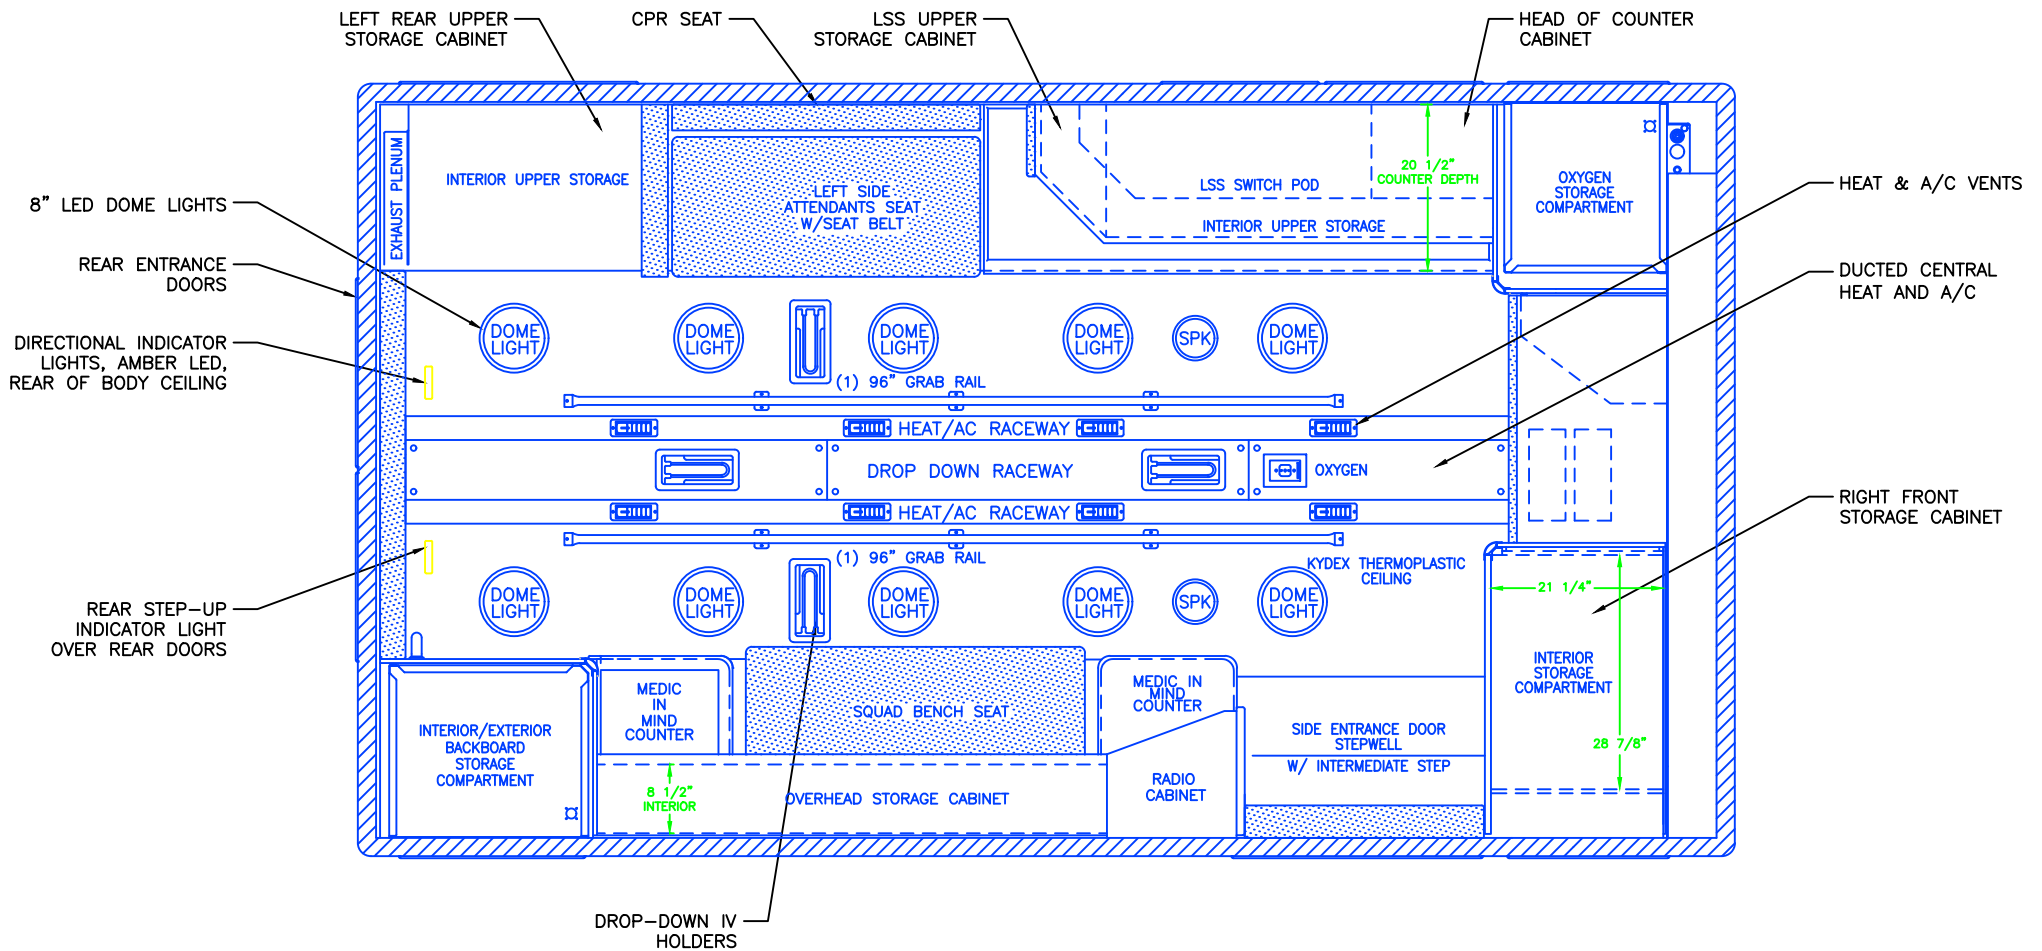 LEFT REAR UPPER
STORAGE CABINET
CPR SEAT
LSS UPPER
STORAGE CABINET
HEAD OF COUNTER
CABINET
8" LED DOME LIGHTS
REAR ENTRANCE
DOORS
DIRECTIONAL INDICATOR
LIGHTS, AMBER LED,
REAR OF BODY CEILING
REAR STEP-UP
INDICATOR LIGHT
OVER REAR DOORS
EXHAUST PLENUM
INTERIOR UPPER STORAGE
LEFT SIDE
ATTENDANTS SEAT
W/SEAT BELT
LSS SWITCH POD
INTERIOR UPPER STORAGE
20 1/2"
COUNTER DEPTH
OXYGEN
STORAGE
COMPARTMENT
HEAT & A/C VENTS
DUCTED CENTRAL
HEAT AND A/C
RIGHT FRONT
STORAGE CABINET
DOME
LIGHT
DOME
LIGHT
DOME
LIGHT
DOME
LIGHT
SPK
DOME
LIGHT
(1) 96" GRAB RAIL
HEAT/AC RACEWAY
DROP DOWN RACEWAY
OXYGEN
HEAT/AC RACEWAY
(1) 96" GRAB RAIL
KYDEX THERMOPLASTIC
CEILING
DOME
LIGHT
DOME
LIGHT
DOME
LIGHT
DOME
LIGHT
SPK
DOME
LIGHT
21 1/4"
28 7/8"
INTERIOR
STORAGE
COMPARTMENT
INTERIOR/EXTERIOR
BACKBOARD
STORAGE
COMPARTMENT
MEDIC
IN
MIND
COUNTER
SQUAD BENCH SEAT
MEDIC IN
MIND
COUNTER
SIDE ENTRANCE DOOR
STEPWELL
W/ INTERMEDIATE STEP
8 1/2"
INTERIOR
OVERHEAD STORAGE CABINET
RADIO
CABINET
DROP-DOWN IV
HOLDERS